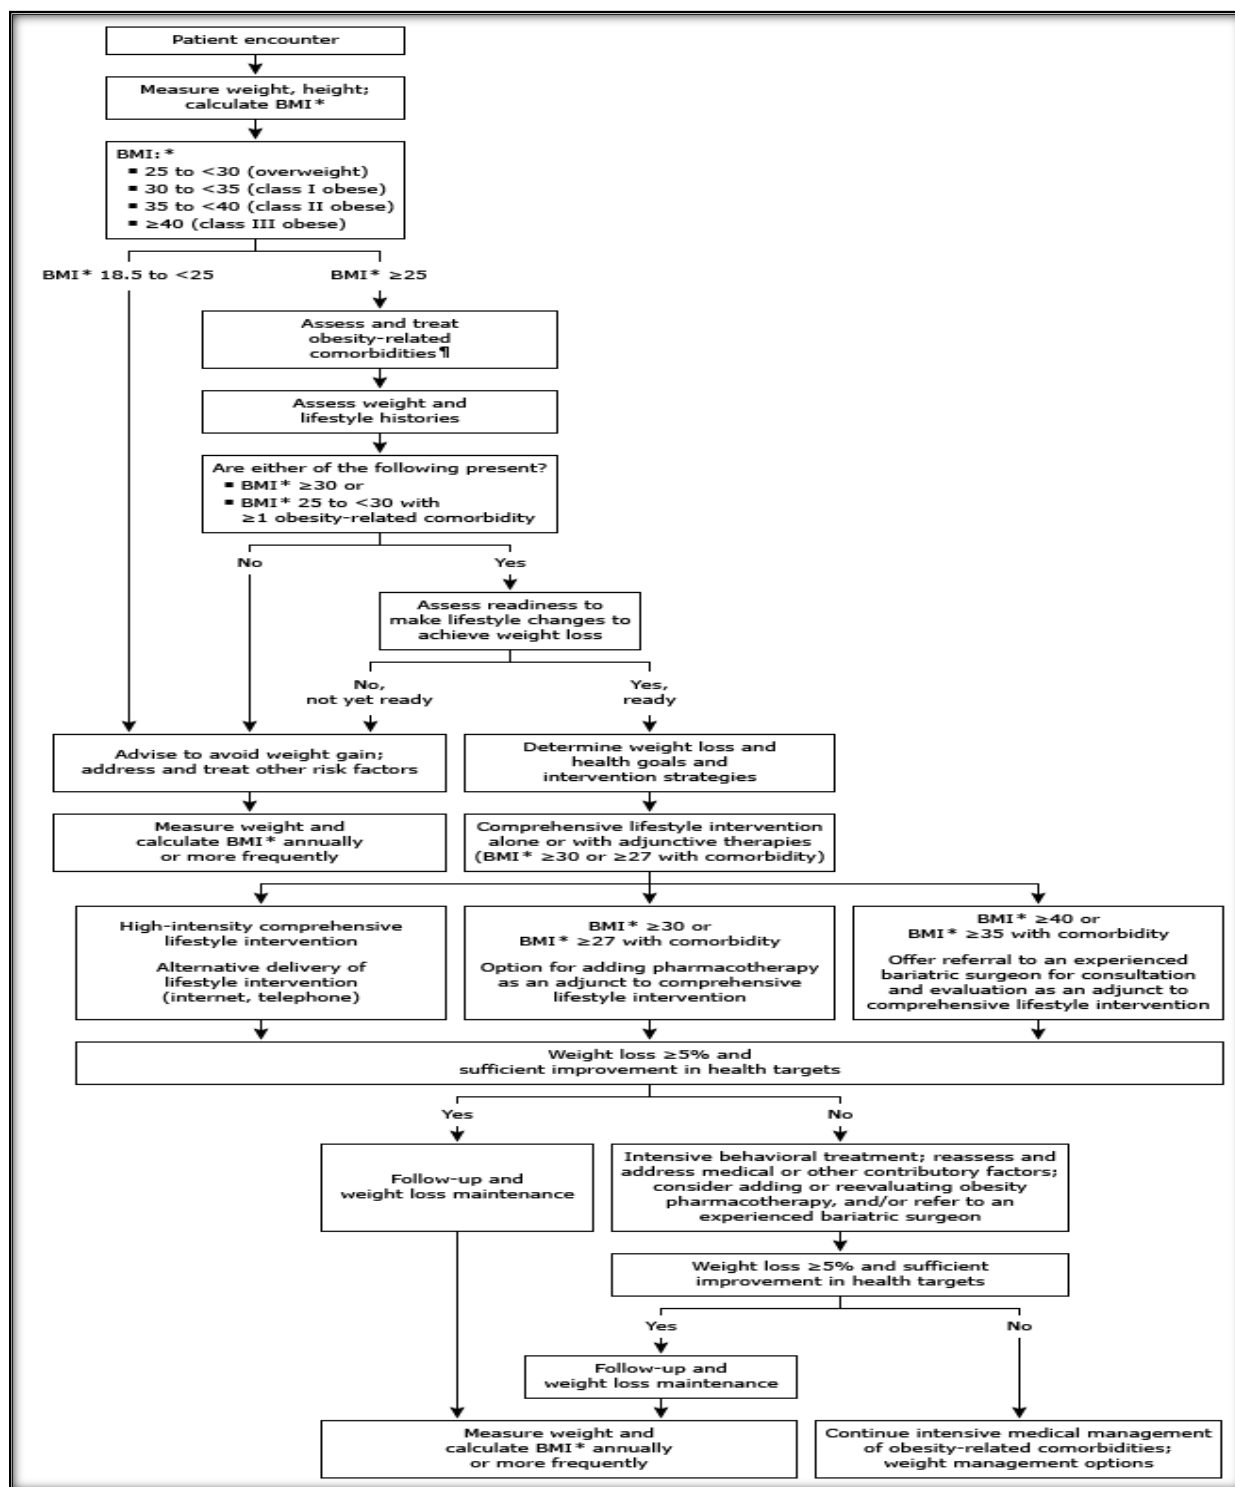 Patient encounter
Measure weight, height;
calculate BMI*
BMI:*
▪ 25 to <30 (overweight)
▪ 30 to <35 (class I obese)
▪ 35 to <40 (class II obese)
▪ ≥40 (class III obese)
BMI* 18.5 to <25
BMI* ≥25
Assess and treat
obesity-related
comorbidities¶
Assess weight and
lifestyle histories
Are either of the following present?
▪ BMI* ≥30 or
▪ BMI* 25 to <30 with
≥1 obesity-related comorbidity
No
Yes
Assess readiness to
make lifestyle changes to
achieve weight loss
No,
not yet ready
Yes,
ready
Advise to avoid weight gain;
address and treat other risk factors
Determine weight loss and
health goals and
intervention strategies
Measure weight and
calculate BMI* annually
or more frequently
Comprehensive lifestyle intervention
alone or with adjunctive therapies
(BMI* ≥30 or ≥27 with comorbidity)
High-intensity comprehensive
lifestyle intervention
Alternative delivery of
lifestyle intervention
(internet, telephone)
BMI* ≥30 or
BMI* ≥27 with comorbidity
Option for adding pharmacotherapy
as an adjunct to comprehensive
lifestyle intervention
BMI* ≥40 or
BMI* ≥35 with comorbidity
Offer referral to an experienced
bariatric surgeon for consultation
and evaluation as an adjunct to
comprehensive lifestyle intervention
Weight loss ≥5% and
sufficient improvement in health targets
Yes
No
Follow-up and
weight loss maintenance
Intensive behavioral treatment; reassess and
address medical or other contributory factors;
consider adding or reevaluating obesity
pharmacotherapy, and/or refer to an
experienced bariatric surgeon
Weight loss ≥5% and sufficient
improvement in health targets
Yes
No
Follow-up and
weight loss maintenance
Measure weight and
calculate BMI* annually
or more frequently
Continue intensive medical management
of obesity-related comorbidities;
weight management options